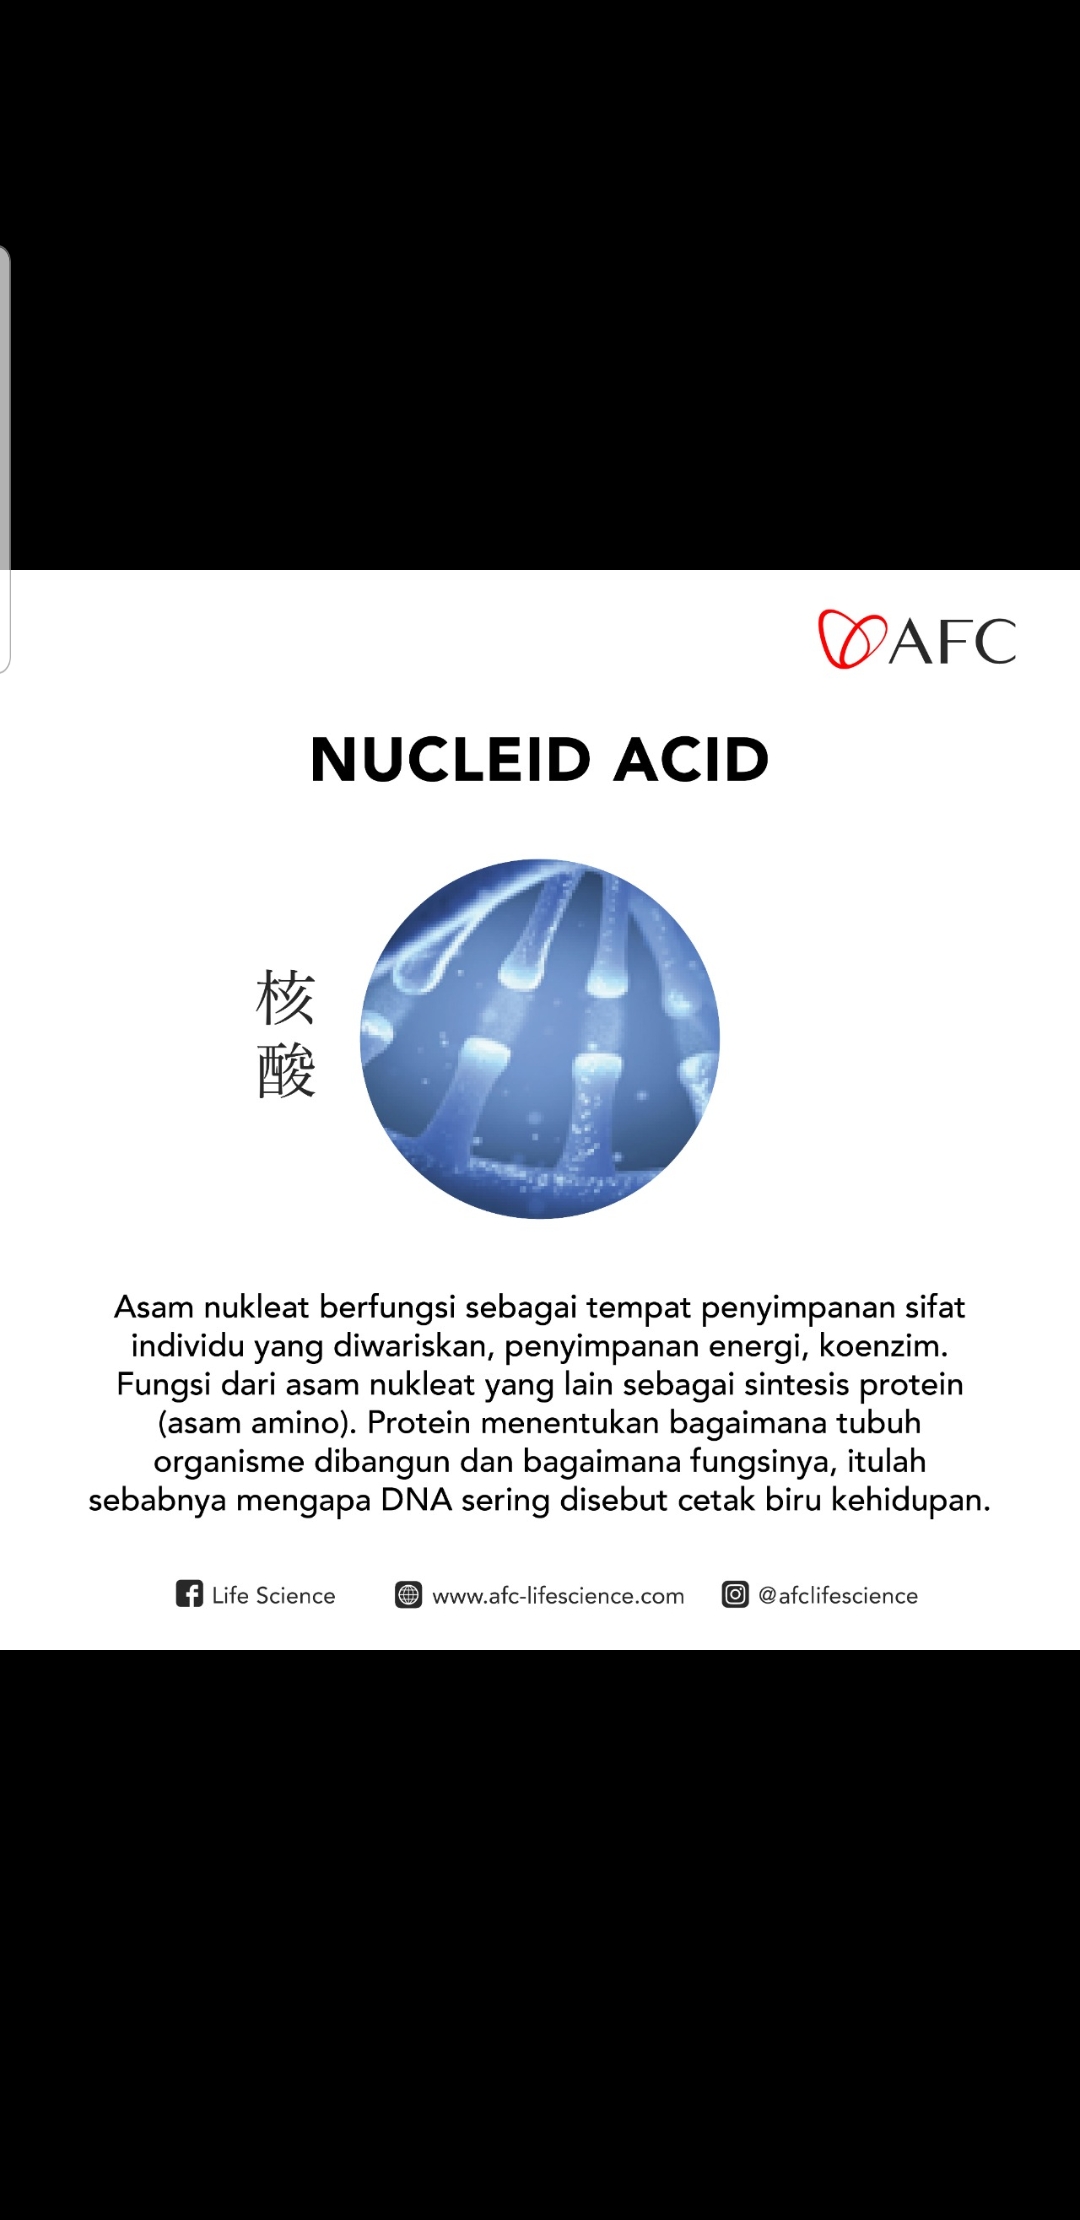 AFC
NUCLEID ACID
核
酸
Asam nukleat berfungsi sebagai tempat penyimpanan sifat
individu yang diwariskan, penyimpanan energi, koenzim.
Fungsi dari asam nukleat yang lain sebagai sintesis protein
(asam amino). Protein menentukan bagaimana tubuh
organisme dibangun dan bagaimana fungsinya, itulah
sebabnya mengapa DNA sering disebut cetak biru kehidupan.
Life Science www.afc-lifescience.com @afclifescience